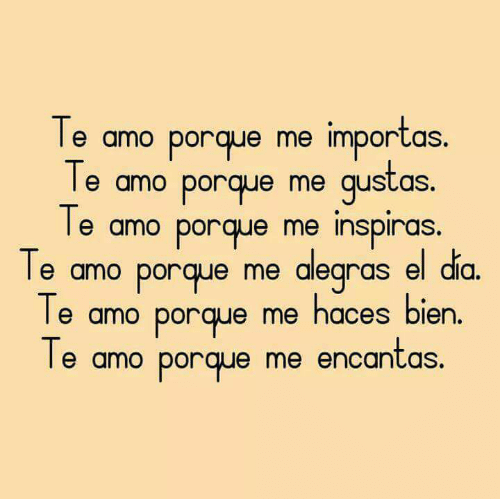 Te amo porque me importas.
Te amo porque me gustas.
Te amo porque me inspiras.
Te amo porque me alegras el día.
Te amo porque me haces bien.
Te amo porque me encantas.